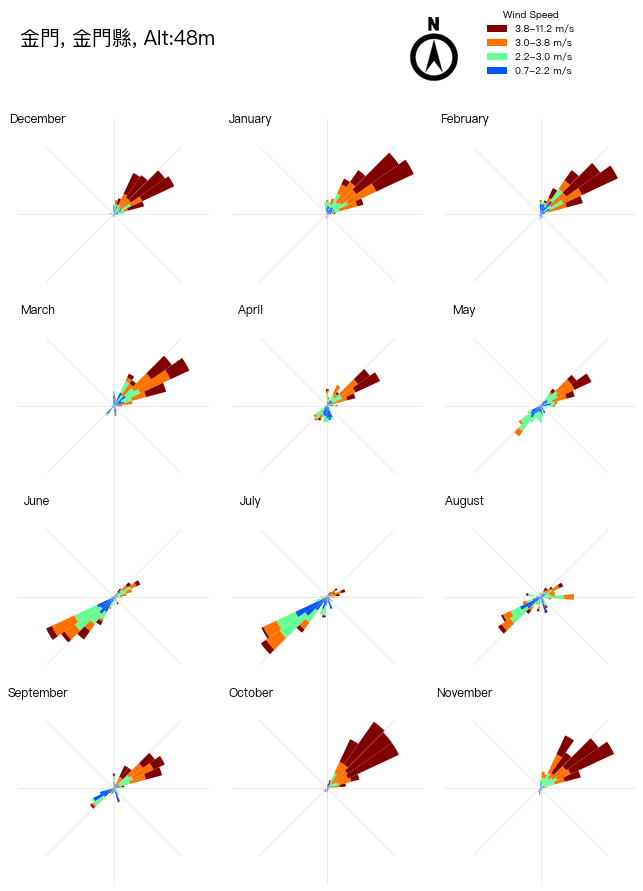 金門, 金門縣, Alt:48m
N
Wind Speed
3.8–11.2 m/s
3.0–3.8 m/s
2.2–3.0 m/s
0.7–2.2 m/s
December
January
February
March
April
May
June
July
August
September
October
November